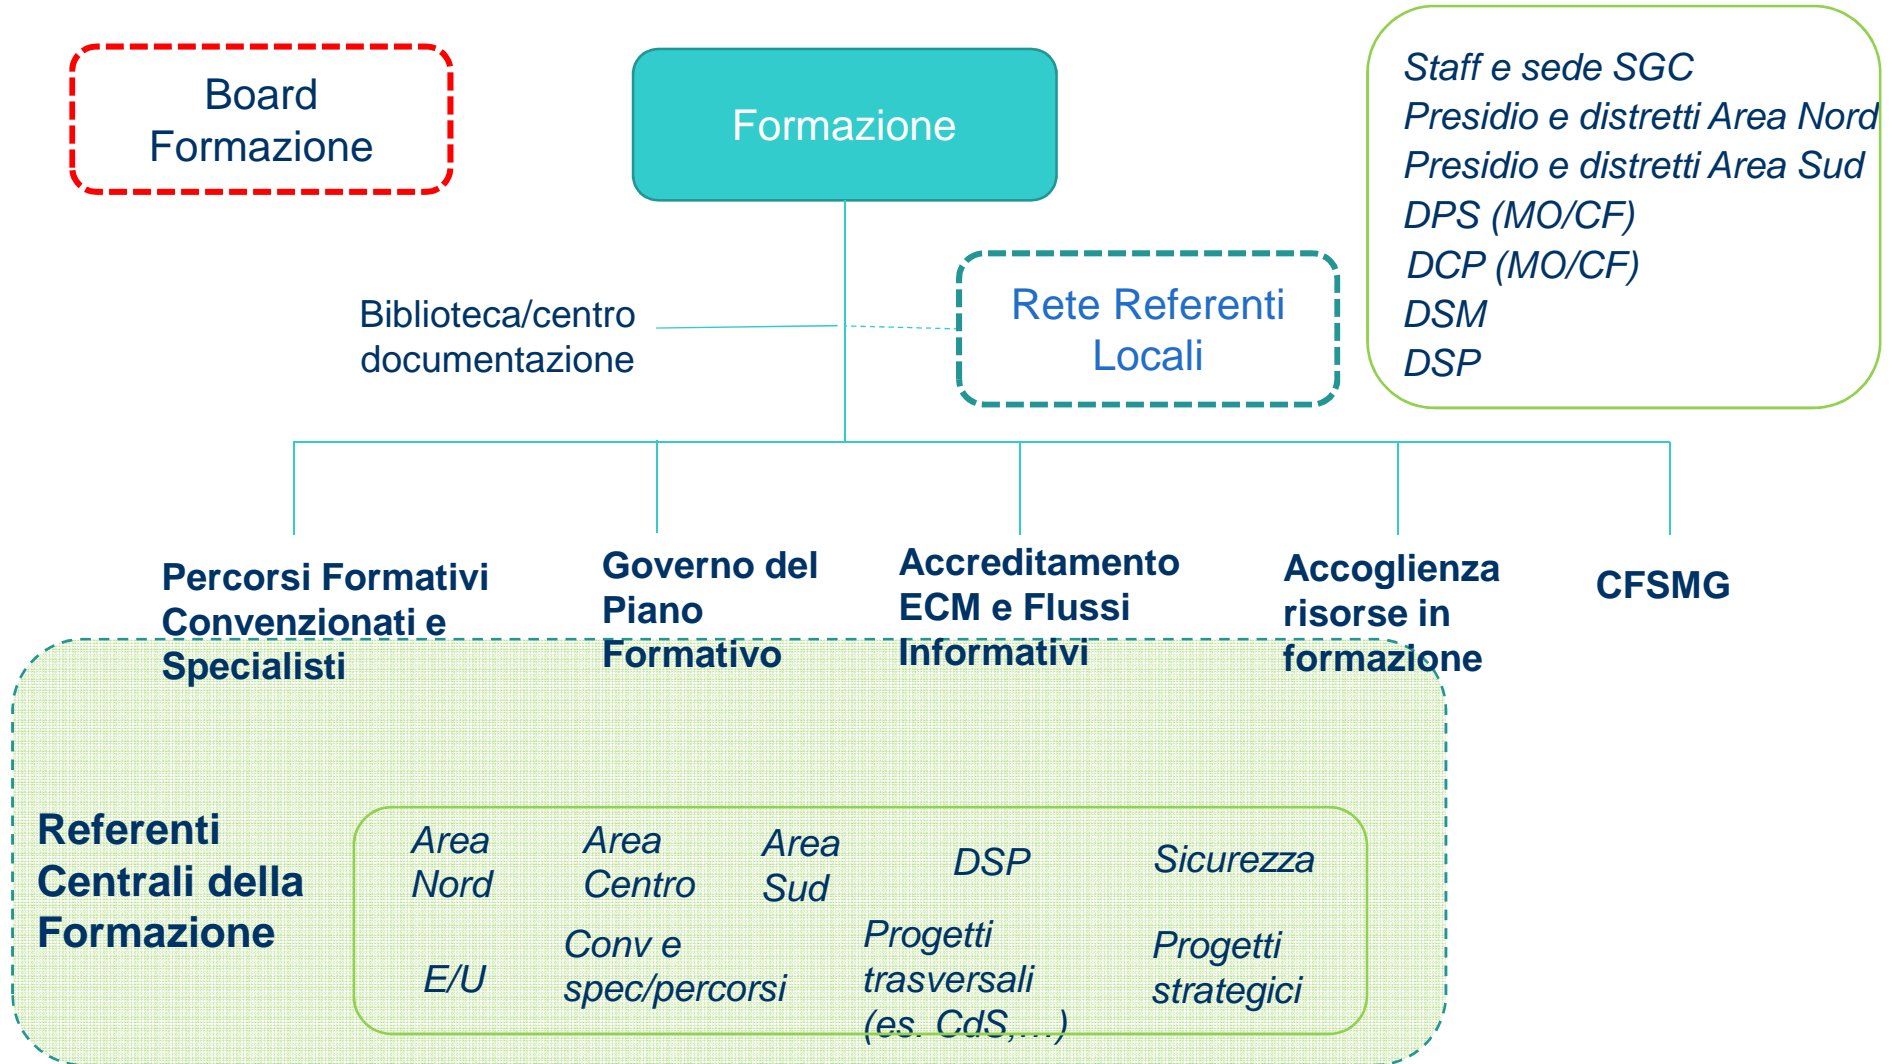 Board
Formazione
Formazione
Staff e sede SGC
Presidio e distretti Area Nord
Presidio e distretti Area Sud
DPS (MO/CF)
DCP (MO/CF)
DSM
DSP
Biblioteca/centro
documentazione
Rete Referenti
Locali
Percorsi Formativi
Convenzionati e
Specialisti
Governo del
Piano
Formativo
Accreditamento
ECM e Flussi
Informativi
Accoglienza
risorse in
formazione
CFSMG
Referenti
Centrali della
Formazione
Area
Nord
Area
Centro
Area
Sud
DSP
Sicurezza
E/U
Conv e
spec/percorsi
Progetti
trasversali
(es. CdS,...)
Progetti
strategici